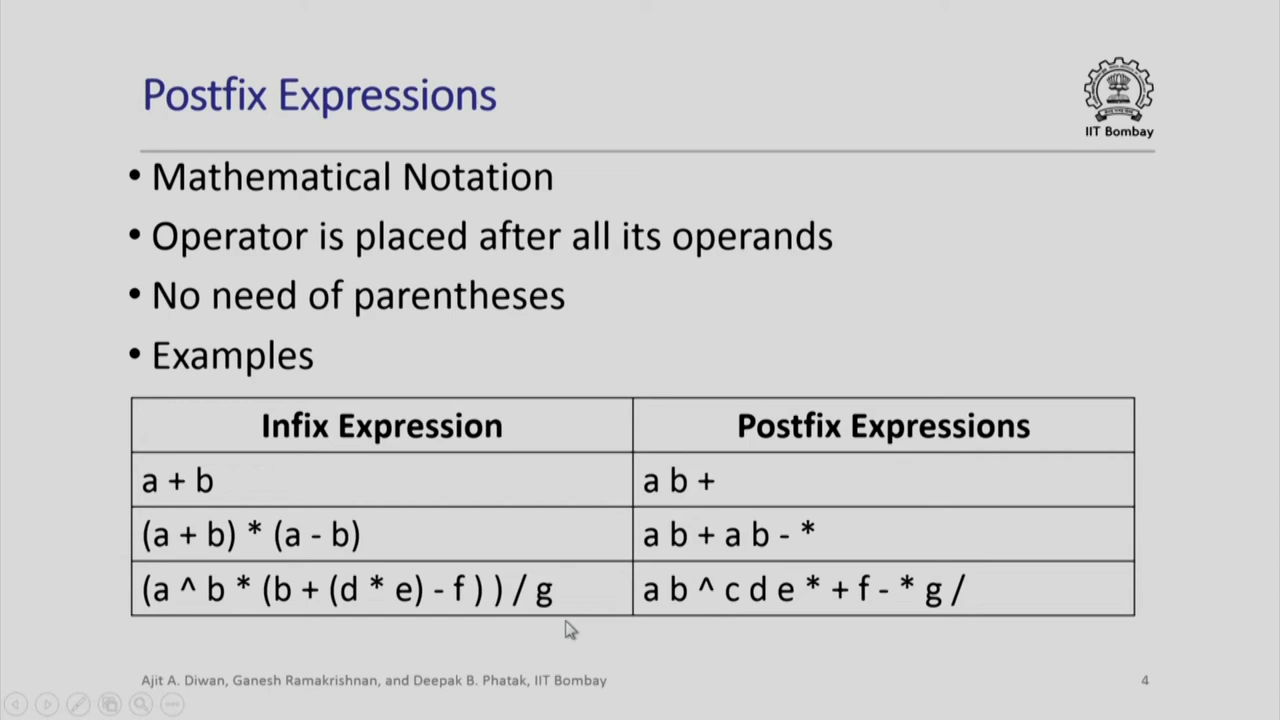 Postfix Expressions
IIT Bombay
• Mathematical Notation
• Operator is placed after all its operands
• No need of parentheses
• Examples
Infix Expression Postfix Expressions
a + b a b +
(a + b) * (a - b) a b + a b - *
(a ^ b * (b + (d * e) - f ) ) / g a b ^ c d e * + f - * g /
Ajit A. Diwan, Ganesh Ramakrishnan, and Deepak B. Phatak, IIT Bombay 4